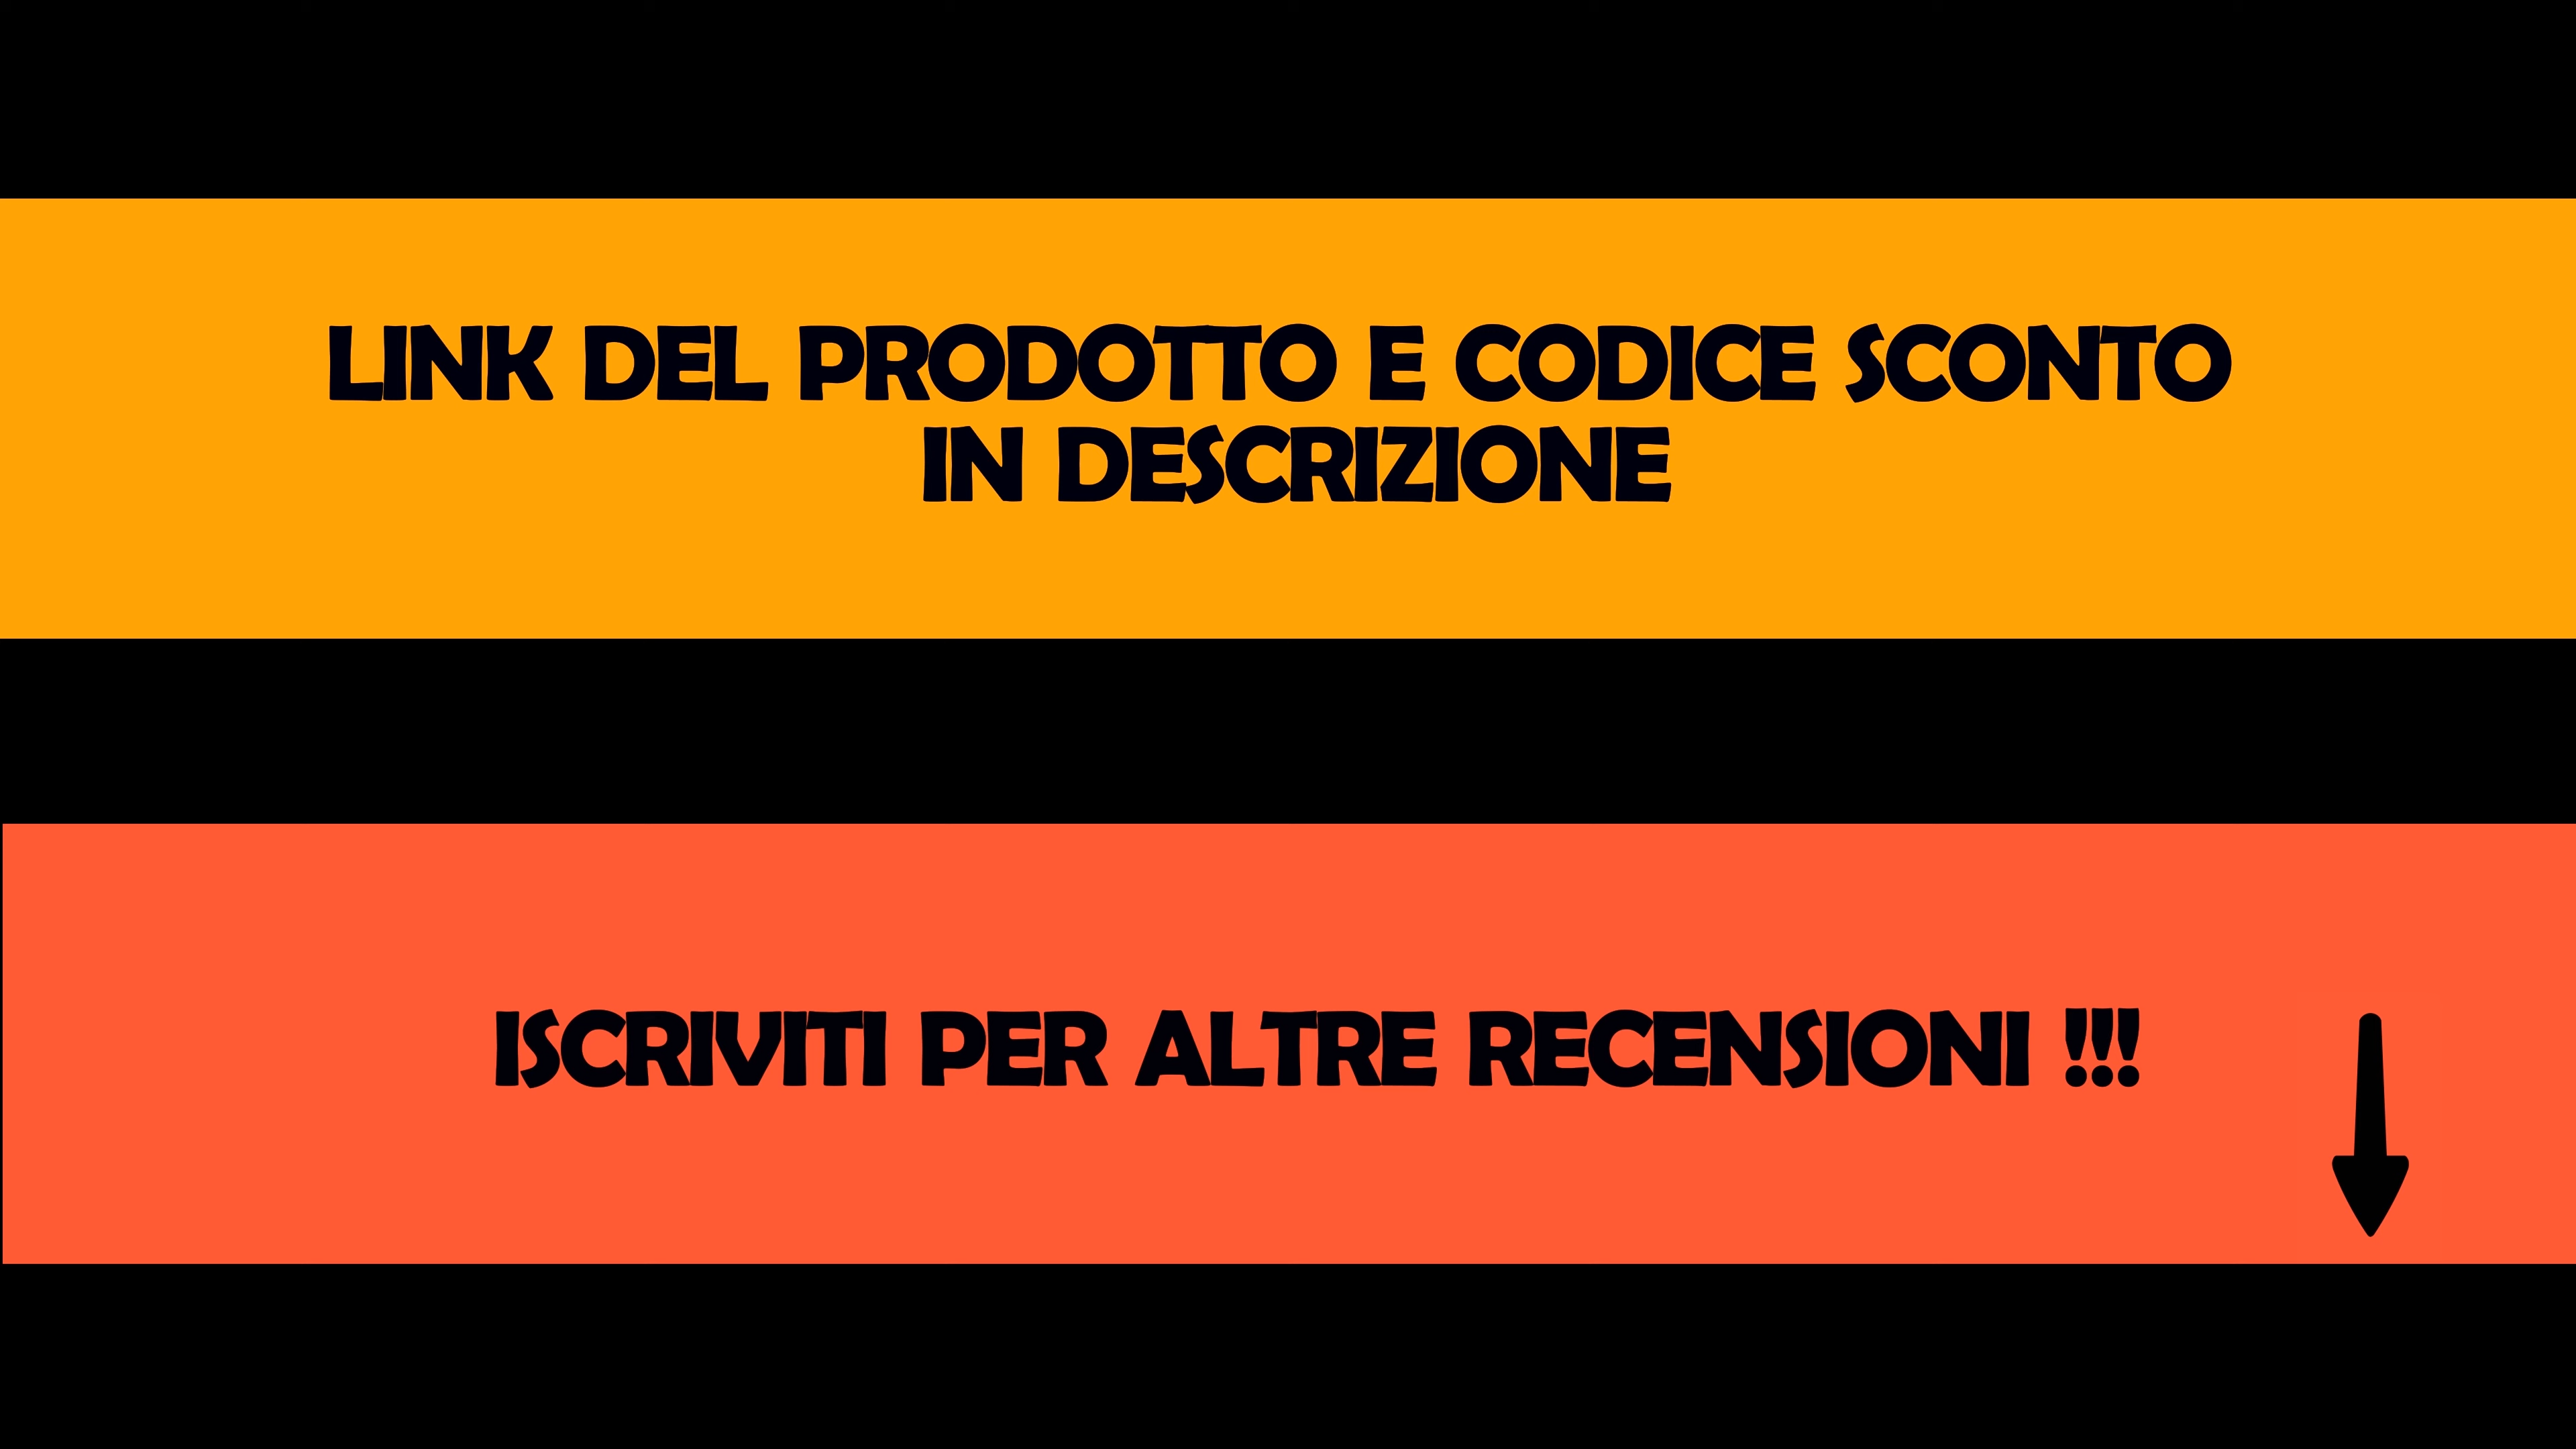 LINK DEL PRODOTTO E CODICE SCONTO
IN DESCRIZIONE
ISCRIVITI PER ALTRE RECENSIONI !!!